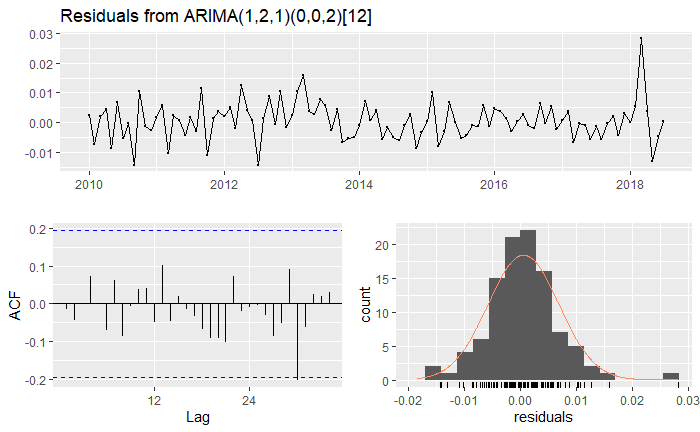 Residuals from ARIMA(1,2,1)(0,0,2)[12]
0.03
0.02
0.01
0.00
-0.01
2010 2012 2014 2016 2018
ACF
0.2
0.1
0.0
-0.1
-0.2
12 24
Lag
count
20
15
10
5
0
-0.02 -0.01 0.00 0.01 0.02 0.03
residuals